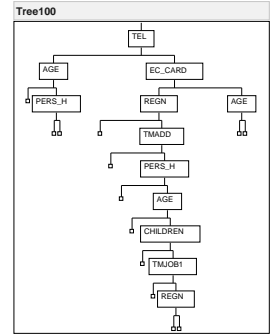 Tree100
TEL
AGE EC_CARD
PERS_H REGN AGE
TMADD
PERS_H
AGE
CHILDREN
TMJOB1
REGN